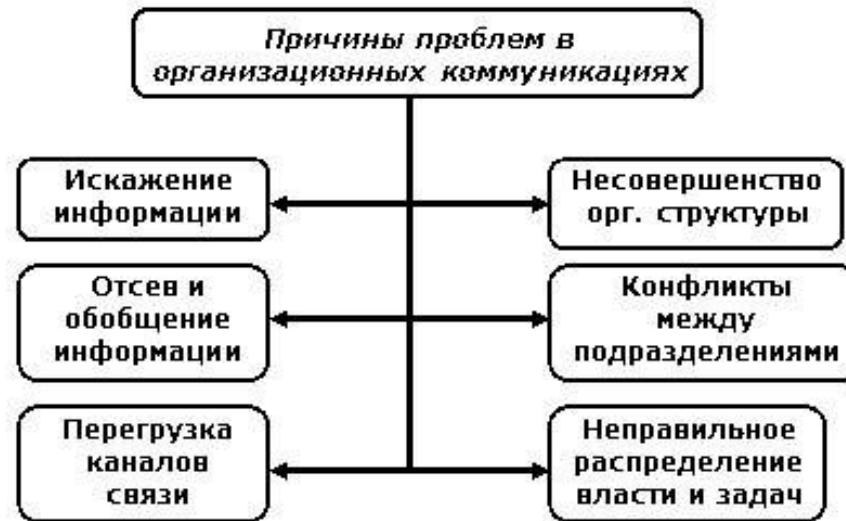 Причины проблем в
организационных коммуникациях
Искажение
информации
Несовершенство
орг. структуры
Отсев и
обобщение
информации
Конфликты
между
подразделениями
Перегрузка
каналов
связи
Неправильное
распределение
власти и задач